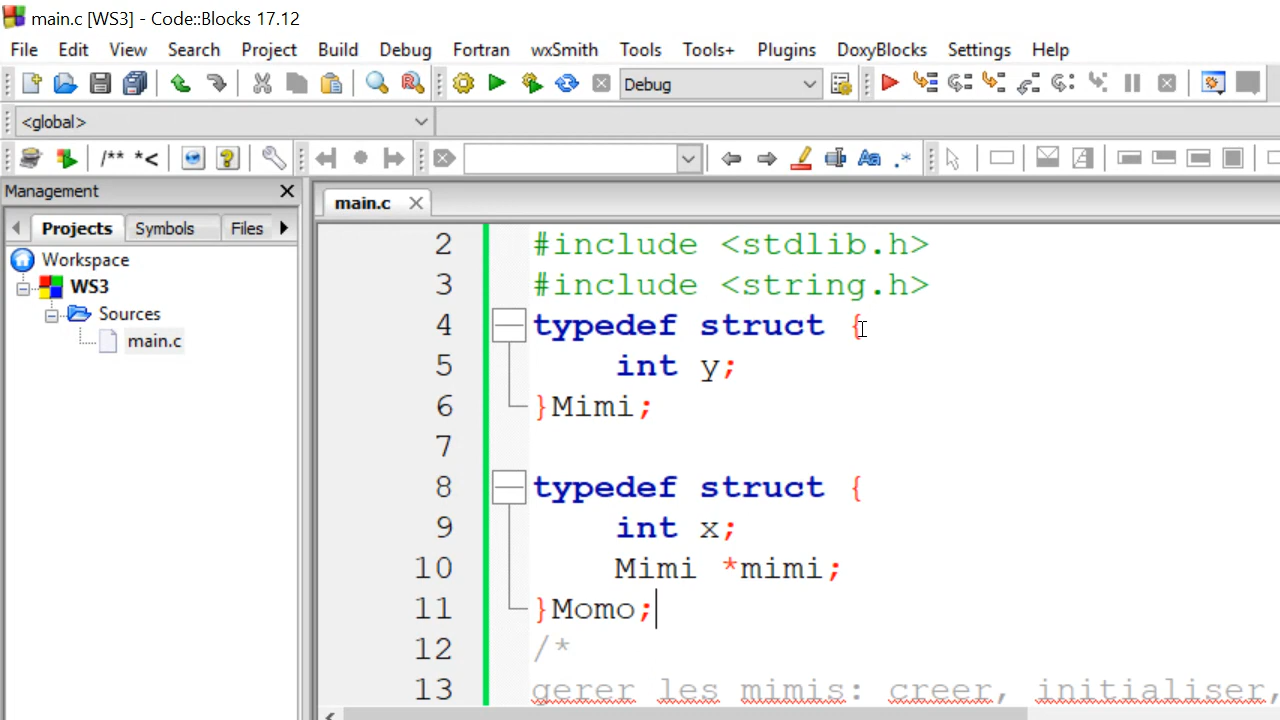 main.c [WS3] - Code::Blocks 17.12
File Edit View Search Project Build Debug Fortran wxSmith Tools Tools+ Plugins DoxyBlocks Settings Help
Debug
<global>
/** *<
Management
Projects Symbols Files
main.c
Workspace
WS3
Sources
main.c
2 #include <stdlib.h>
3 #include <string.h>
4 typedef struct {
5 int y;
6 }Mimi;
7
8 typedef struct {
9 int x;
10 Mimi *mimi;
11 }Momo;
12 /*
13 gerer les mimis: creer, initialiser,